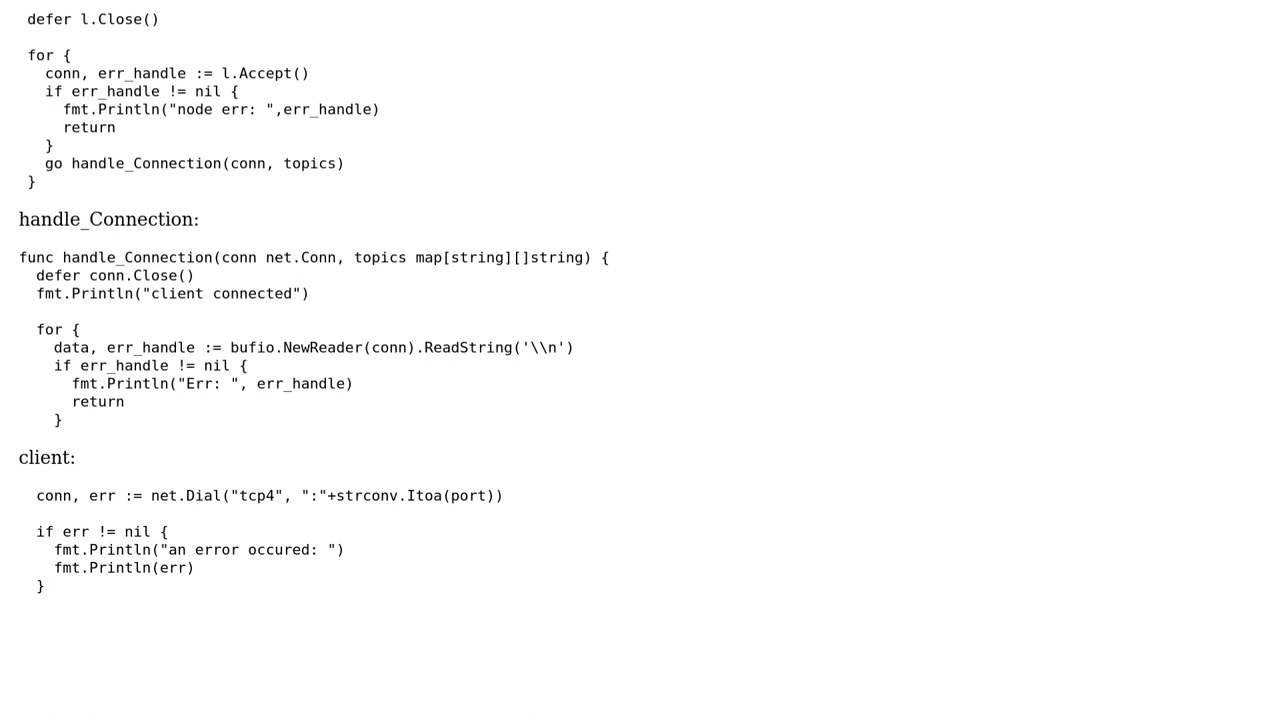 defer l.Close()
for {
conn, err_handle := l.Accept()
if err_handle != nil {
fmt.Println("node err: ",err_handle)
return
}
go handle_Connection(conn, topics)
}
handle_Connection:
func handle_Connection(conn net.Conn, topics map[string][]string) {
defer conn.Close()
fmt.Println("client connected")
for {
data, err_handle := bufio.NewReader(conn).ReadString('\\n')
if err_handle != nil {
fmt.Println("Err: ", err_handle)
return
}
client:
conn, err := net.Dial("tcp4", ":"+strconv.Itoa(port))
if err != nil {
fmt.Println("an error occured: ")
fmt.Println(err)
}